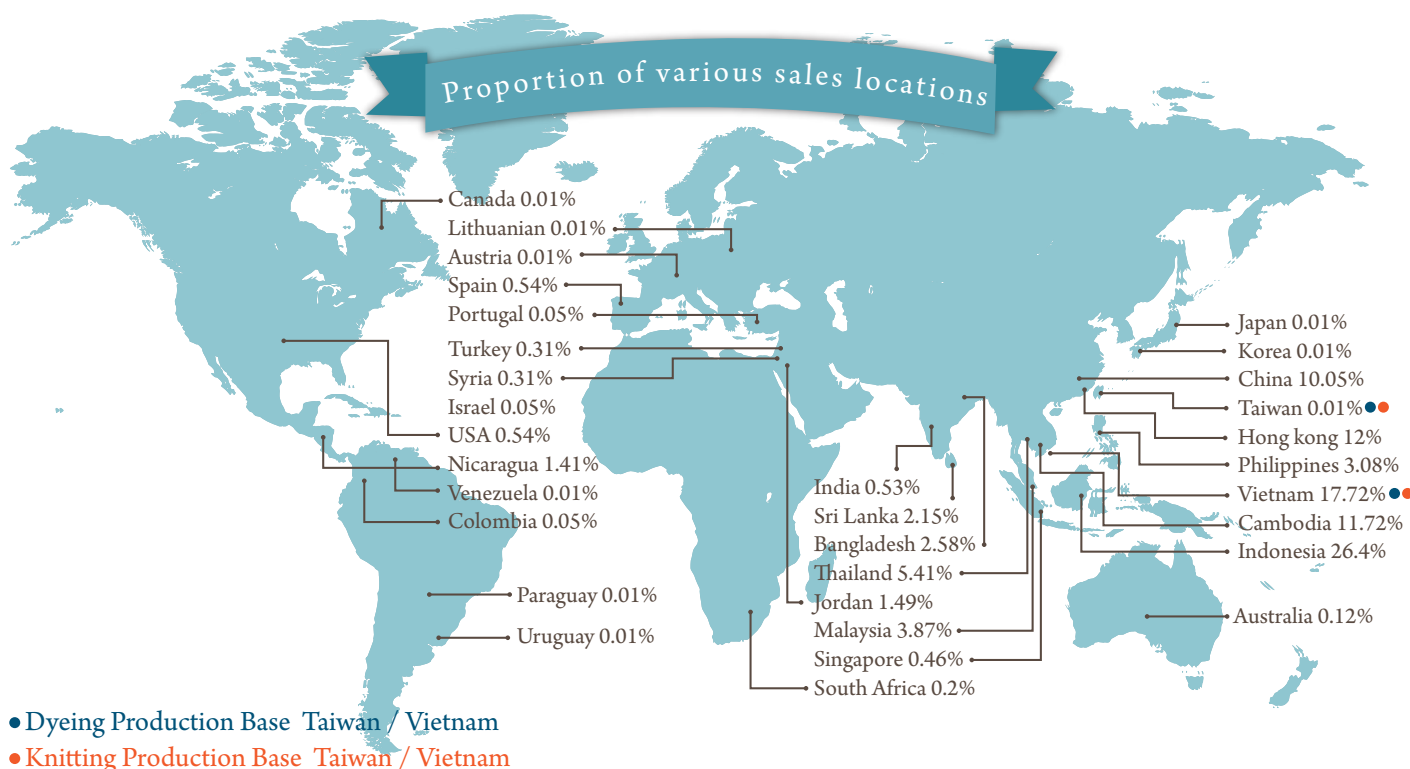 Proportion of various sales locations
Canada 0.01%
Lithuanian 0.01%
Austria 0.01%
Spain 0.54%
Portugal 0.05%
Turkey 0.31%
Syria 0.31%
Israel 0.05%
USA 0.54%
Nicaragua 1.41%
Venezuela 0.01%
Colombia 0.05%
Paraguay 0.01%
Uruguay 0.01%
India 0.53%
Sri Lanka 2.15%
Bangladesh 2.58%
Thailand 5.41%
Jordan 1.49%
Malaysia 3.87%
Singapore 0.46%
South Africa 0.2%
Japan 0.01%
Korea 0.01%
China 10.05%
Taiwan 0.01%
Hong kong 12%
Philippines 3.08%
Vietnam 17.72%
Cambodia 11.72%
Indonesia 26.4%
Australia 0.12%
Dyeing Production Base Taiwan / Vietnam
Knitting Production Base Taiwan / Vietnam